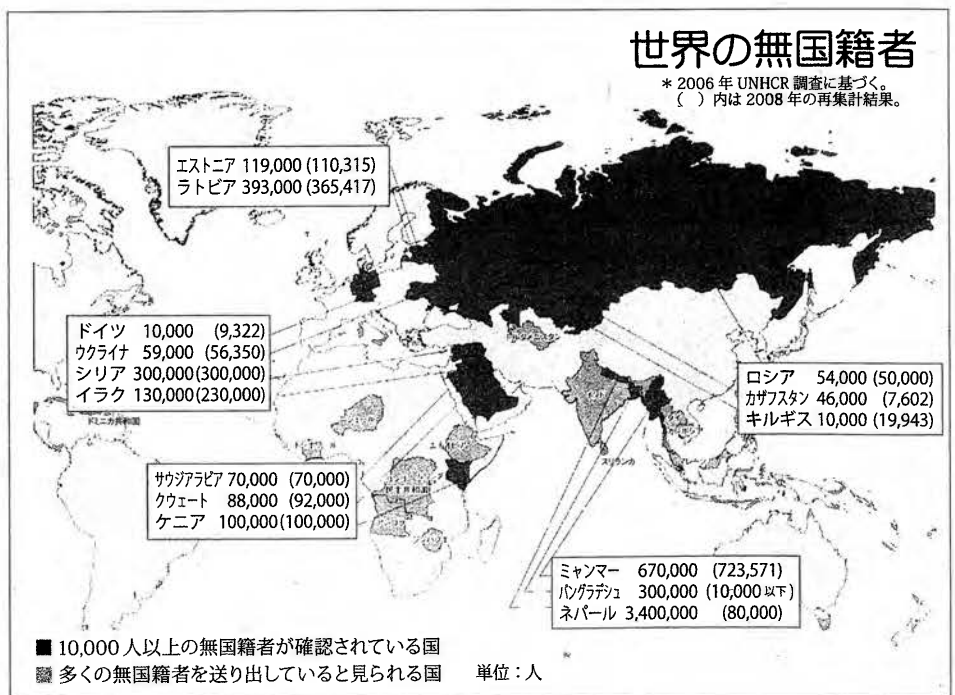 世界の無国籍者
＊2006年UNHCR調査に基づく。
（ ）内は2008年の再集計結果。
エストニア 119,000 (110,315)
ラトビア 393,000 (365,417)
ドイツ 10,000 (9,322)
ウクライナ 59,000 (56,350)
シリア 300,000(300,000)
イラク 130,000(230,000)
ドミニカ共和国
サウジアラビア 70,000 (70,000)
クウェート 88,000 (92,000)
ケニア 100,000(100,000)
ロシア 54,000 (50,000)
カザフスタン 46,000 (7,602)
キルギス 10,000 (19,943)
スリランカ
ミャンマー 670,000 (723,571)
バングラデシュ 300,000 (10,000以下)
ネパール 3,400,000 (80,000)
■ 10,000人以上の無国籍者が確認されている国
■ 多くの無国籍者を送り出していると見られる国 単位：人